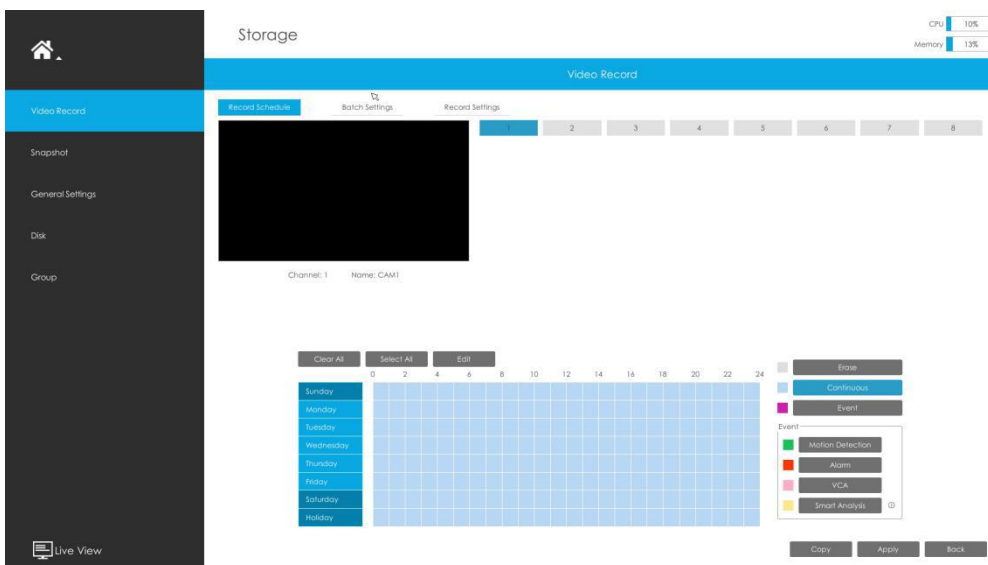 Storage
CPU 10%
Memory 13%
Video Record
Video Record
Snapshot
General Settings
Disk
Group
Live View
Record Schedule Batch Settings Record Settings
1 2 3 4 5 6 7 8
Channel: 1 Name: CAM1
Clear All Select All Edit
0 2 4 6 8 10 12 14 16 18 20 22 24
Sunday
Monday
Tuesday
Wednesday
Thursday
Friday
Saturday
Holiday
Erase
Continuous
Event
Event
Motion Detection
Alarm
VCA
Smart Analysis
Copy Apply Back